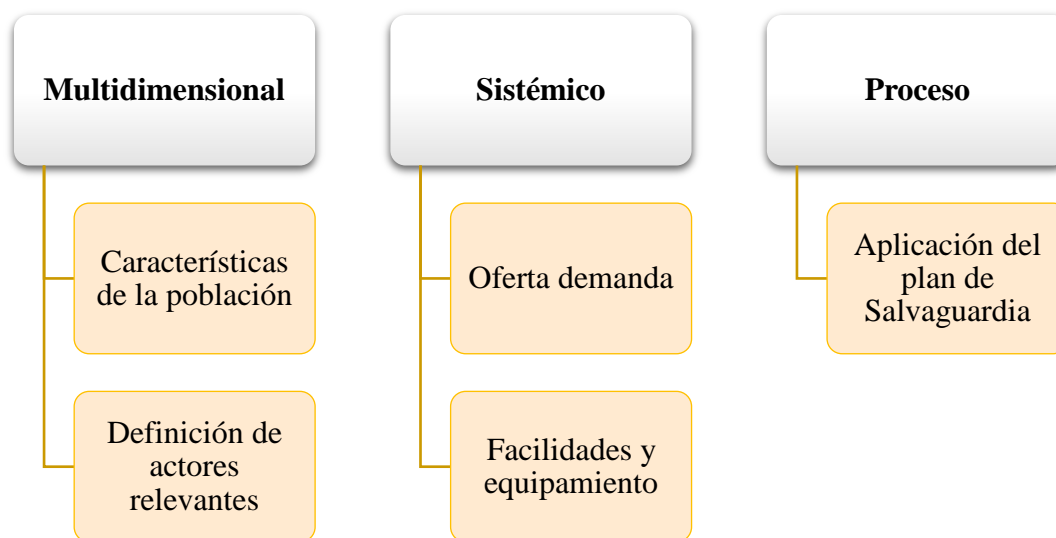 Multidimensional
Características
de la población
Definición de
actores
relevantes
Sistémico
Oferta demanda
Facilidades y
equipamiento
Proceso
Aplicación del
plan de
Salvaguardia